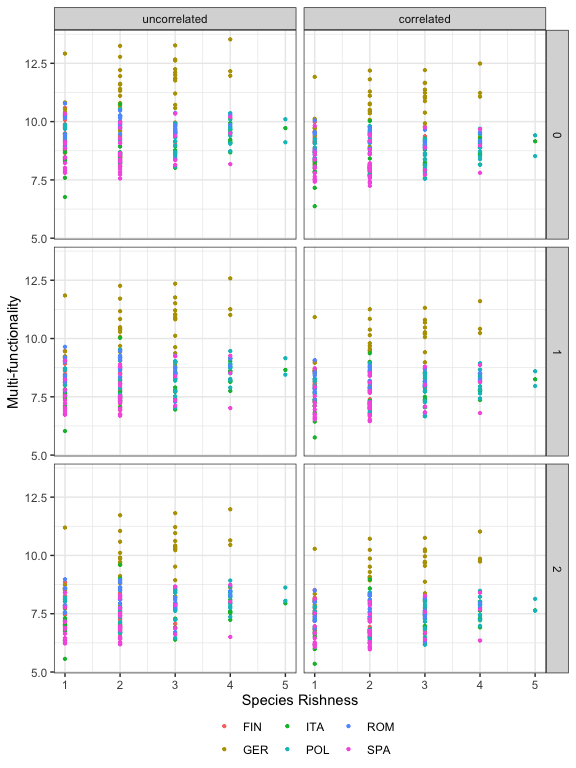 uncorrelated correlated
12.5
10.0
7.5
5.0
0
12.5
10.0
7.5
5.0
1
12.5
10.0
7.5
5.0
2
Multi-functionality
1 2 3 4 5 1 2 3 4 5
Species Rishness
FIN ITA ROM
GER POL SPA